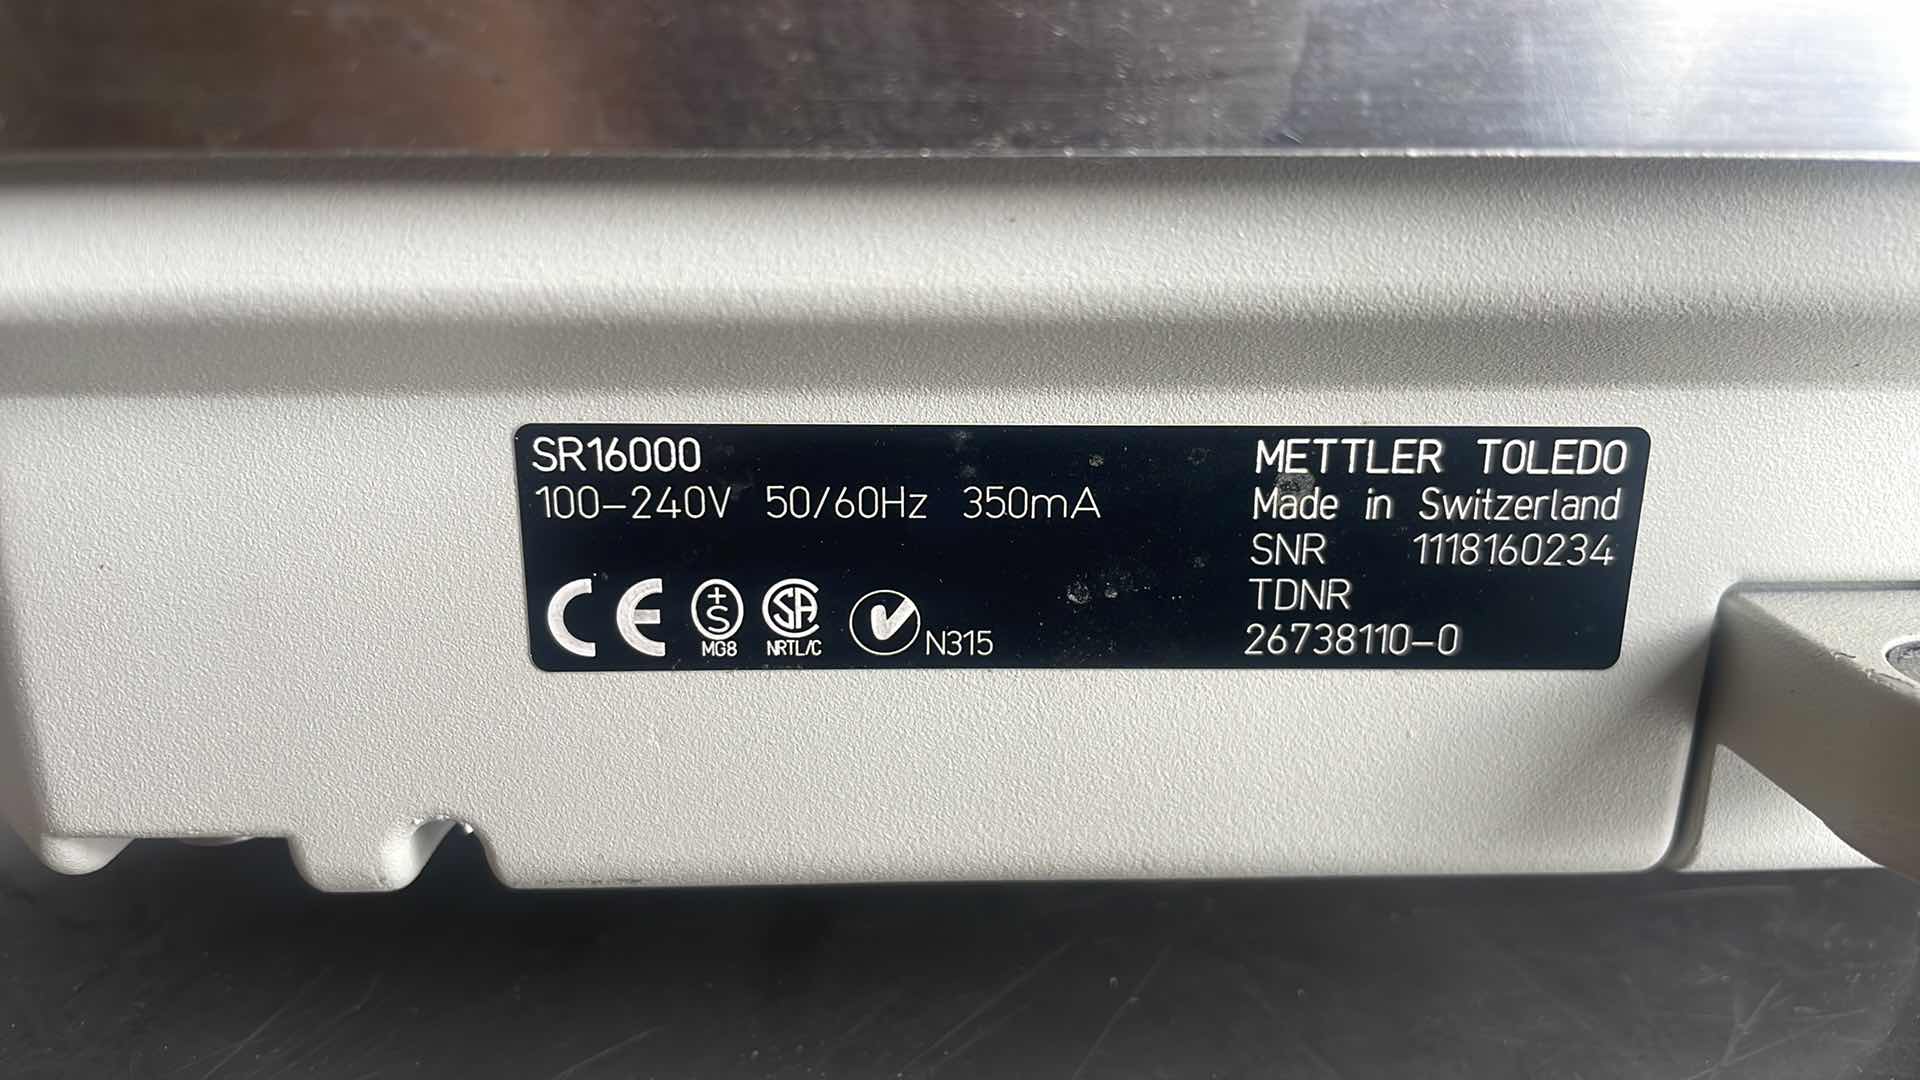 SR16000
100-240V 50/60Hz 350mA
CE
+S
MG8
SA
NRTL/C
N315
METTLER TOLEDO
Made in Switzerland
SNR 1118160234
TDNR
26738110-0